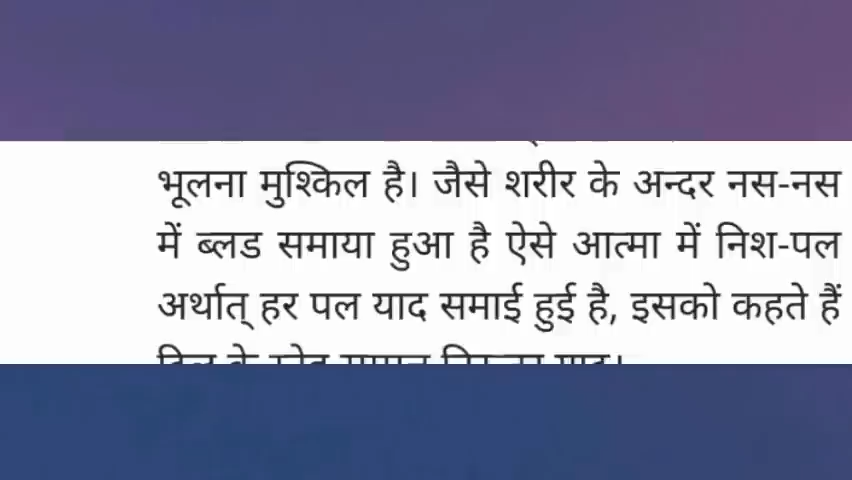 भूलना मुश्किल है। जैसे शरीर के अन्दर नस-नस
में ब्लड समाया हुआ है ऐसे आत्मा में निश-पल
अर्थात् हर पल याद समाई हुई है, इसको कहते हैं